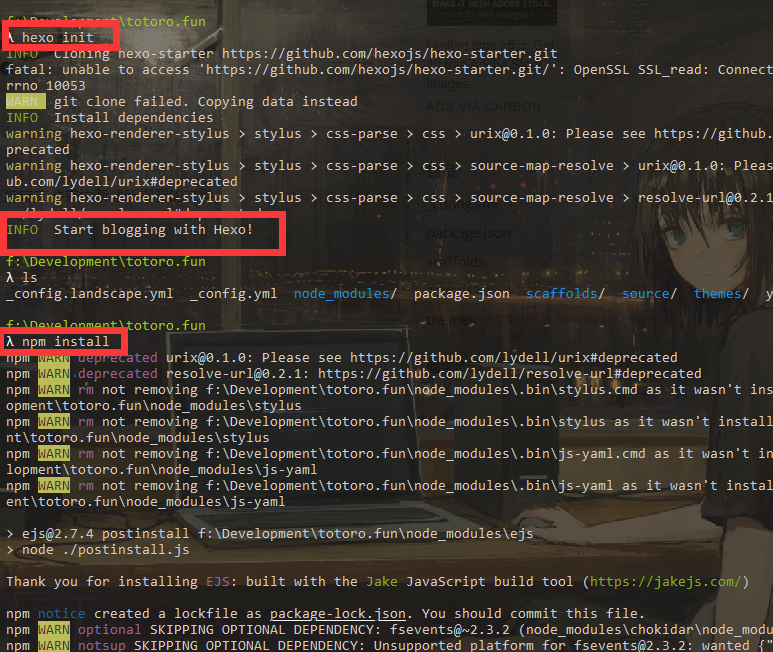 MAKE IT WITH ADOBE STOCK.
f:\Development\totoro.fun
λ hexo init
INFO  Cloning hexo-starter https://github.com/hexojs/hexo-starter.git
fatal: unable to access 'https://github.com/hexojs/hexo-starter.git/': OpenSSL SSL_read: Connect
rrno 10053
WARN  git clone failed. Copying data instead
images.
ADS VIA CARBON
INFO  Install dependencies
warning hexo-renderer-stylus > stylus > css-parse > css > urix@0.1.0: Please see https://github.
precated
warning hexo-renderer-stylus > stylus > css-parse > css > source-map-resolve > urix@0.1.0: Pleas
ub.com/lydell/urix#deprecated
warning hexo-renderer-stylus > stylus > css-parse > css > source-map-resolve > resolve-url@0.2.1
INFO  Start blogging with Hexo!
package.json
scaffolds
f:\Development\totoro.fun
λ ls
_config.landscape.yml  _config.yml  node_modules/  package.json  scaffolds/  source/  themes/  y
themes
f:\Development\totoro.fun
λ npm install
npm WARN deprecated urix@0.1.0: Please see https://github.com/lydell/urix#deprecated
npm WARN deprecated resolve-url@0.2.1: https://github.com/lydell/resolve-url#deprecated
npm WARN rm not removing f:\Development\totoro.fun\node_modules\.bin\stylus.cmd as it wasn't ins
opment\totoro.fun\node_modules\stylus
npm WARN rm not removing f:\Development\totoro.fun\node_modules\.bin\stylus as it wasn't install
nt\totoro.fun\node_modules\stylus
npm WARN rm not removing f:\Development\totoro.fun\node_modules\.bin\js-yaml.cmd as it wasn't in
lopment\totoro.fun\node_modules\js-yaml
npm WARN rm not removing f:\Development\totoro.fun\node_modules\.bin\js-yaml as it wasn't instal
ent\totoro.fun\node_modules\js-yaml
> ejs@2.7.4 postinstall f:\Development\totoro.fun\node_modules\ejs
> node ./postinstall.js
Thank you for installing EJS: built with the Jake JavaScript build tool (https://jakejs.com/)
npm notice created a lockfile as package-lock.json. You should commit this file.
npm WARN optional SKIPPING OPTIONAL DEPENDENCY: fsevents@~2.3.2 (node_modules\chokidar\node_modu
npm WARN notsup SKIPPING OPTIONAL DEPENDENCY: Unsupported platform for fsevents@2.3.2: wanted {"